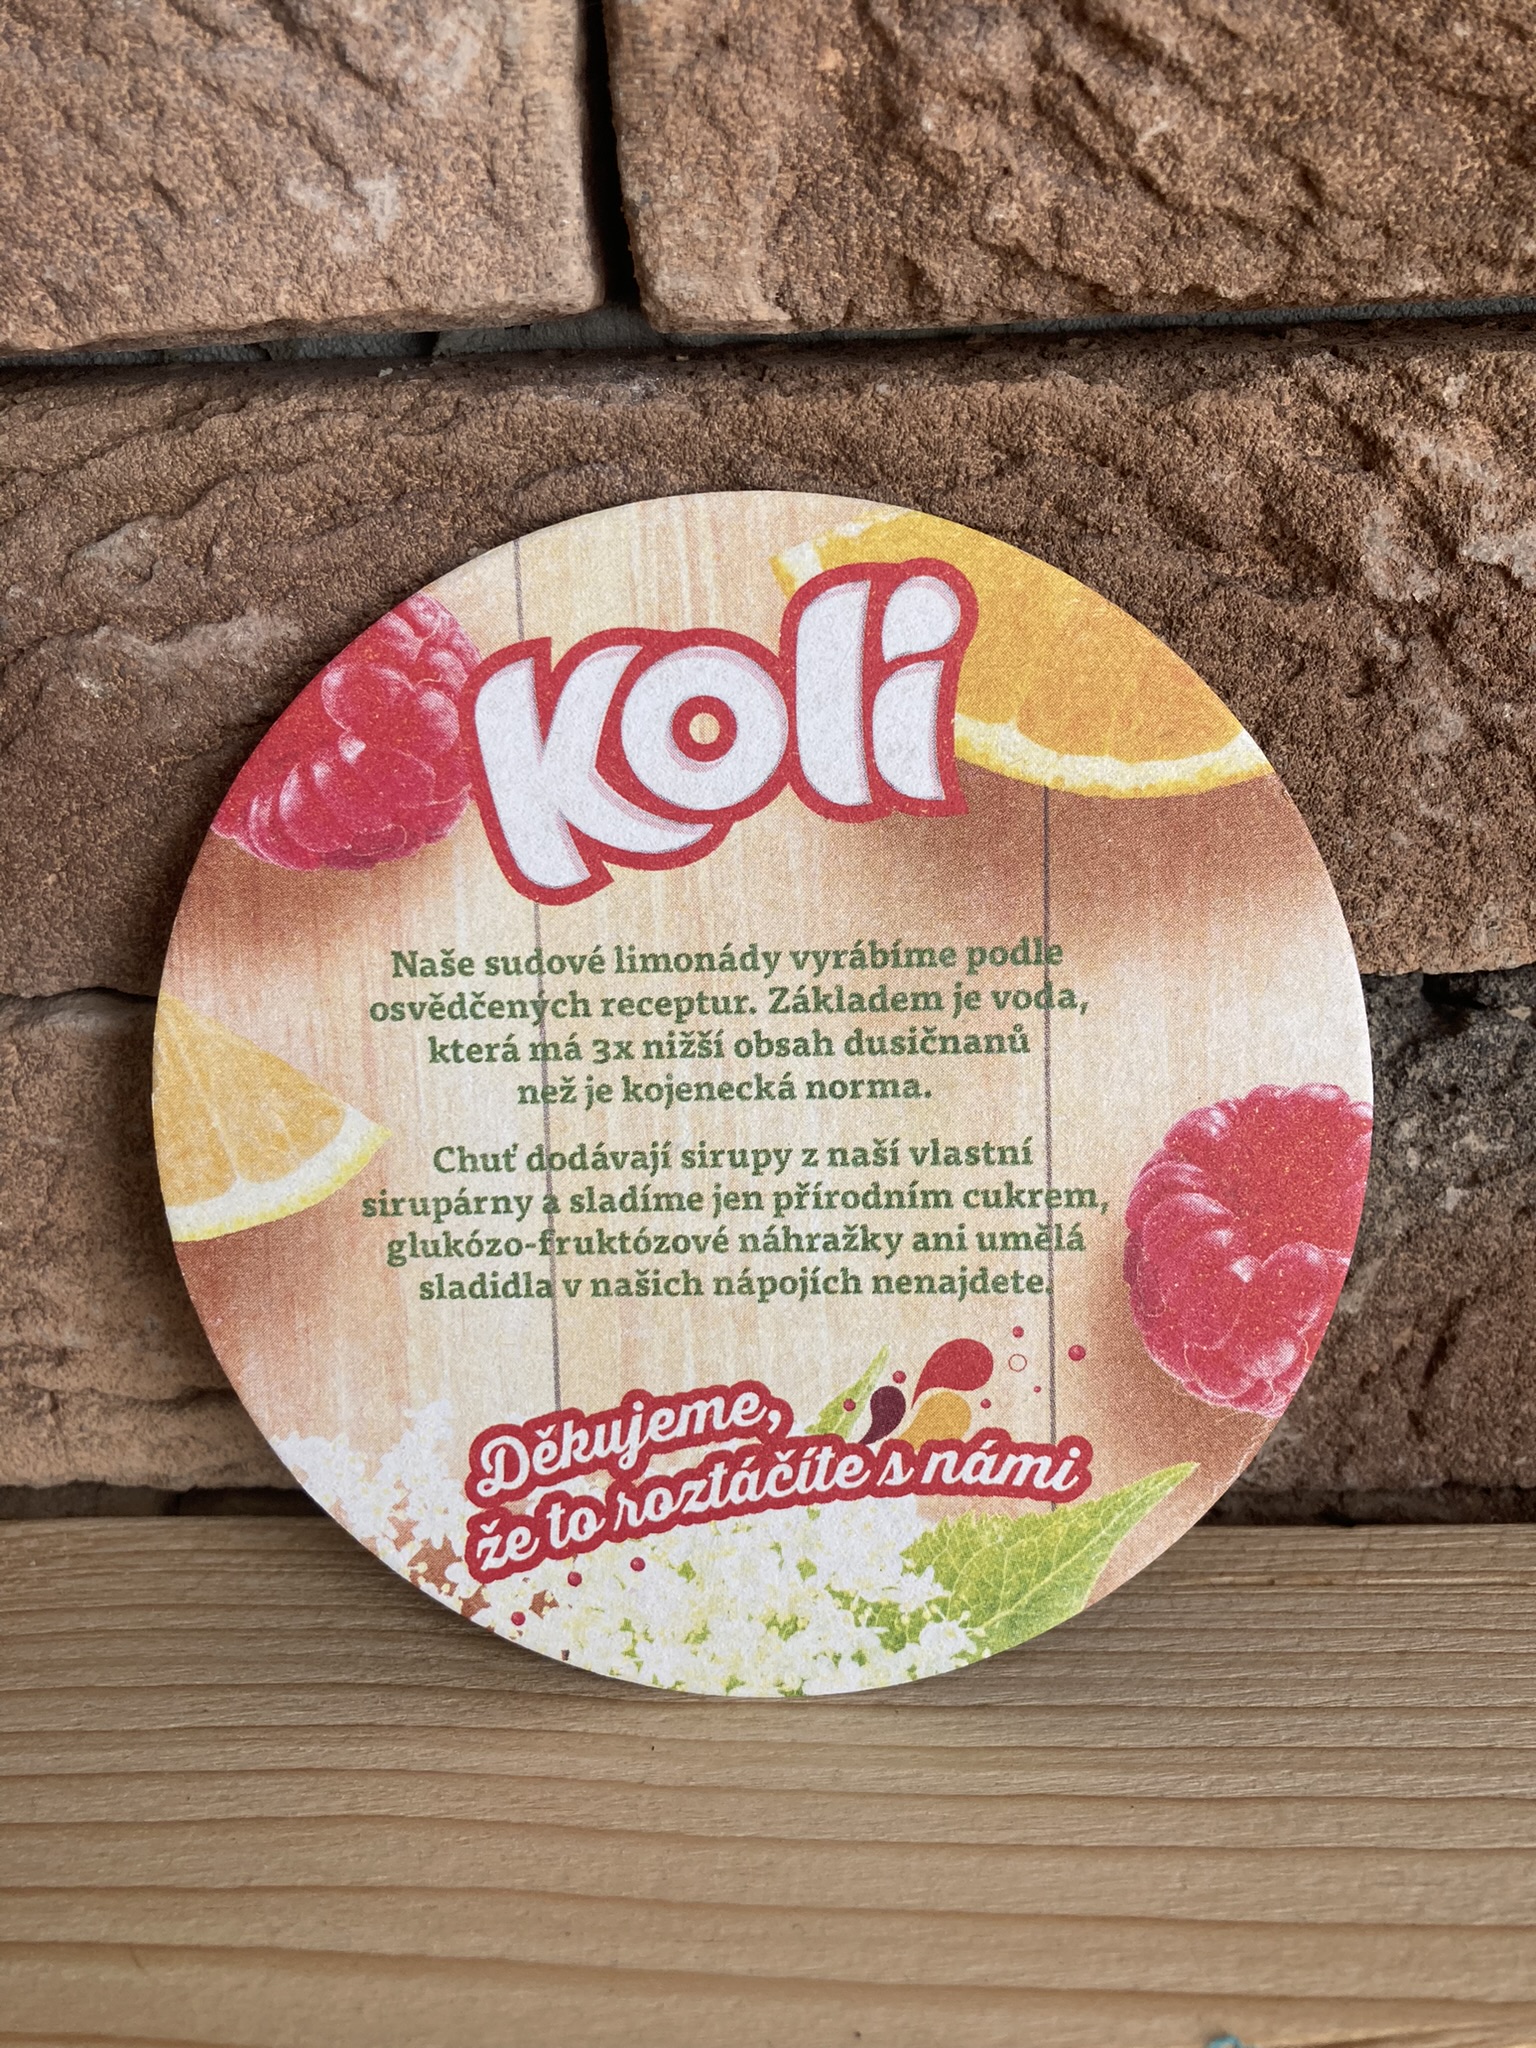 Koli
Naše sudové limonády vyrábíme podle
osvědčených receptur. Základem je voda,
která má 3x nižší obsah dusičnanů
než je kojenecká norma.
Chuť dodávají sirupy z naší vlastní
sirupárny a sladíme jen přírodním cukrem,
glukózo-fruktózové náhražky ani umělá
sladidla v našich nápojích nenajdete.
Děkujeme,
že to roztáčíte s námi